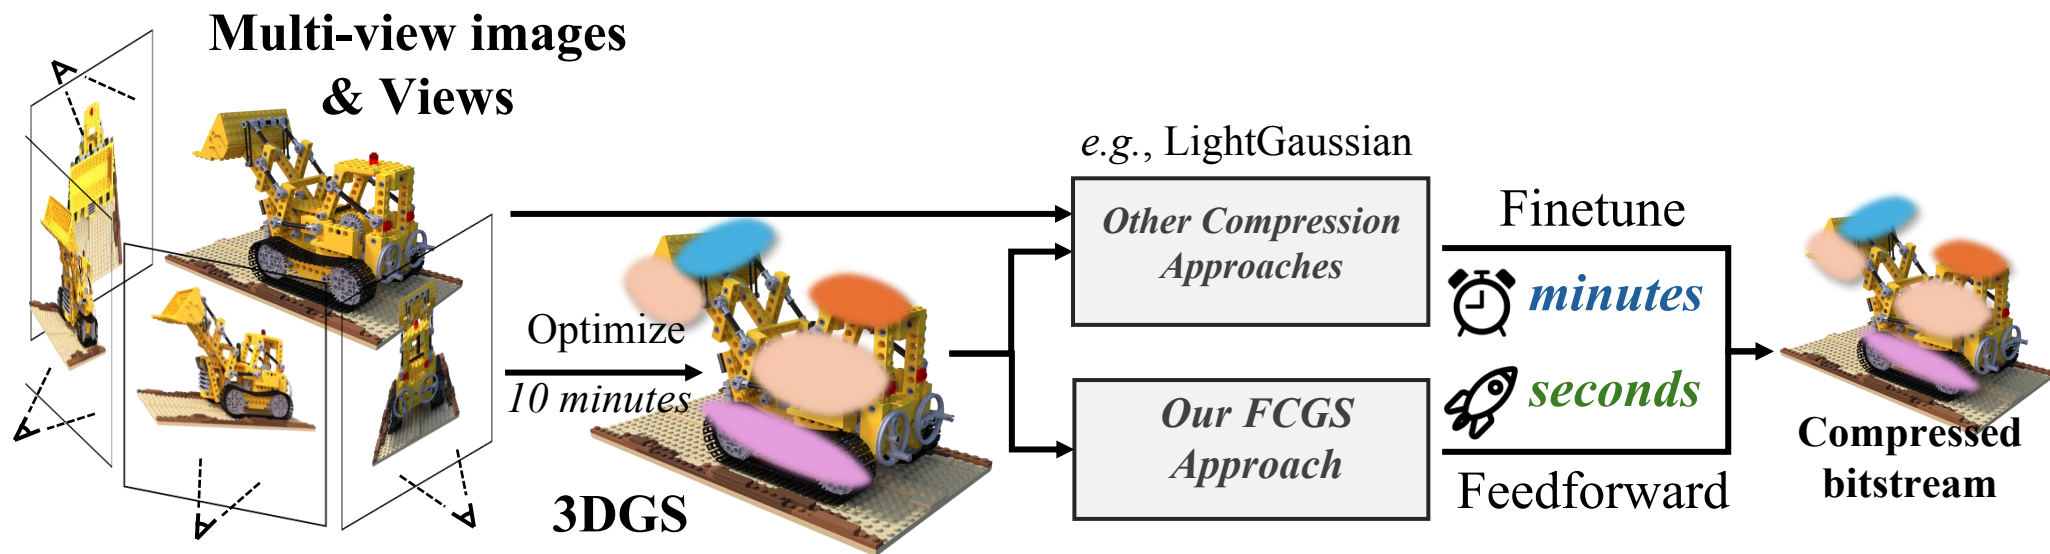 Multi-view images
& Views
Optimize
10 minutes
3DGS
e.g., LightGaussian
Other Compression
Approaches
Our FCGS
Approach
Finetune
minutes
seconds
Feedforward
Compressed
bitstream